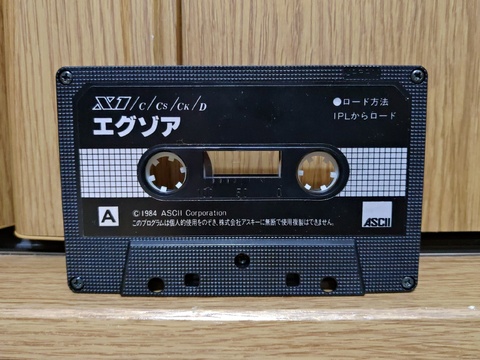 X1/C/CS/CK/D
エグゾア
●ロード方法
IPLからロード
A
©1984 ASCII Corporation
このプログラムは個人的使用をのぞき、株式会社アスキーに無断で使用複製はできません。
ASCII